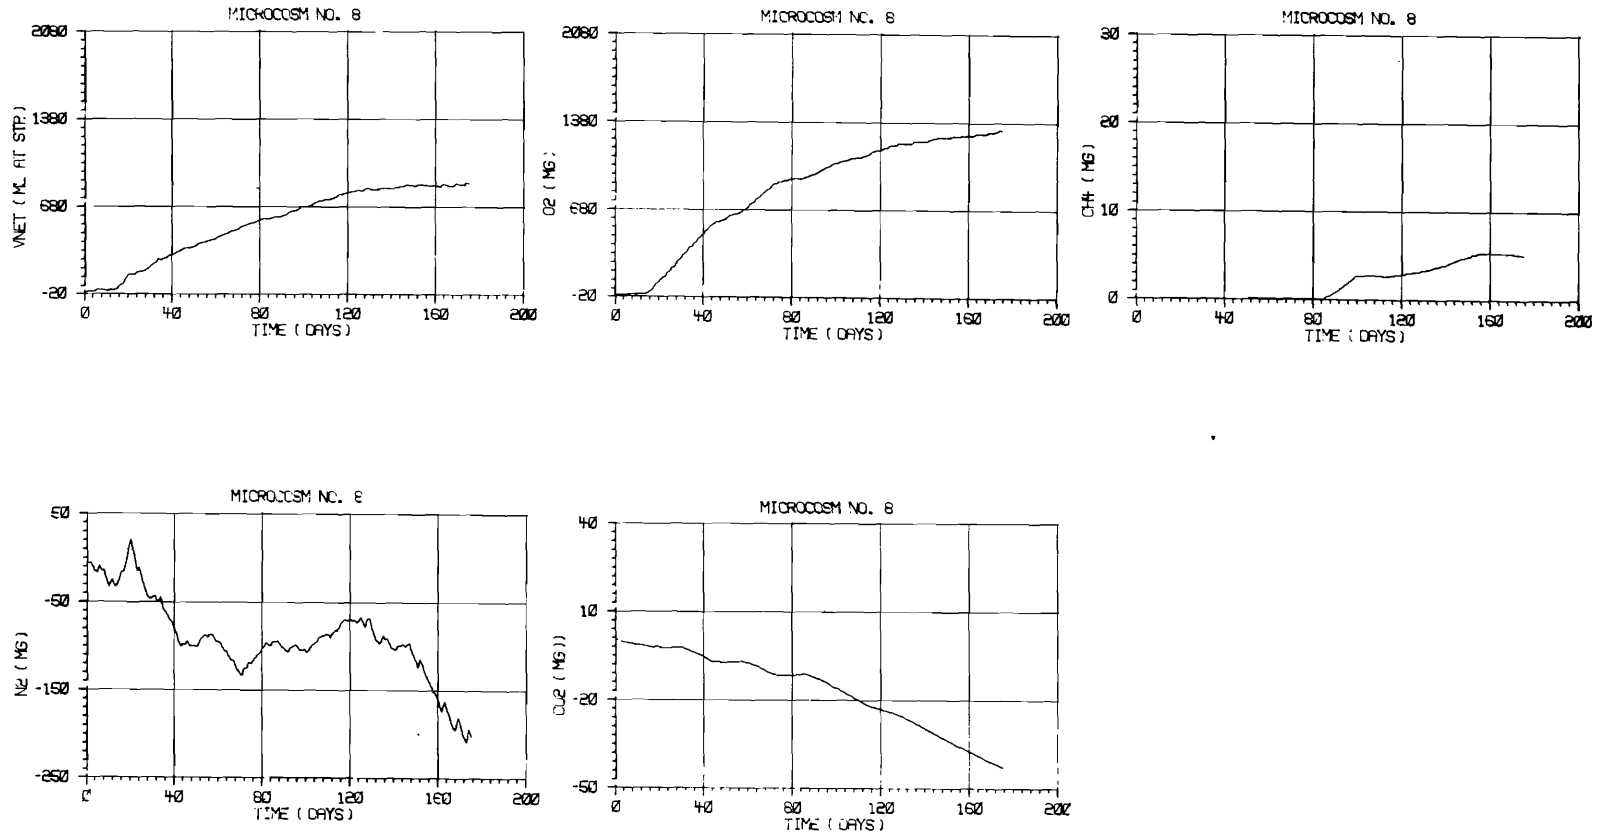 MICROCOSM NO. 8
2080
1380
680
-20
VNET ( ML AT STP.)
0 40 80 120 160 200
TIME ( DAYS )
MICROCOSM NO. 8
2080
1380
680
-20
O2 ( MG )
0 40 80 120 160 200
TIME ( DAYS )
MICROCOSM NO. 8
30
20
10
0
CH4 ( MG )
0 40 80 120 160 200
TIME ( DAYS )
MICROCOSM NO. 8
50
-50
-150
-250
N2 ( MG )
0 40 80 120 160 200
TIME ( DAYS )
MICROCOSM NO. 8
40
10
-20
-50
CO2 ( MG ))
0 40 80 120 160 200
TIME ( DAYS )